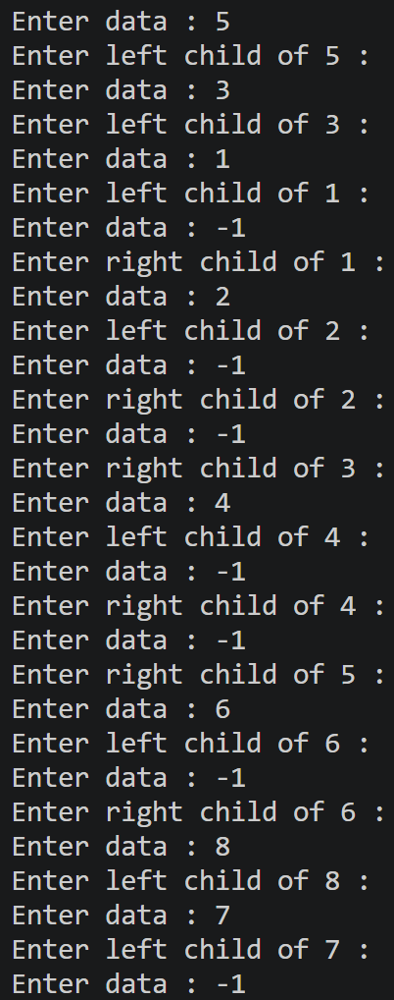 Enter data : 5
Enter left child of 5 :
Enter data : 3
Enter left child of 3 :
Enter data : 1
Enter left child of 1 :
Enter data : -1
Enter right child of 1 :
Enter data : 2
Enter left child of 2 :
Enter data : -1
Enter right child of 2 :
Enter data : -1
Enter right child of 3 :
Enter data : 4
Enter left child of 4 :
Enter data : -1
Enter right child of 4 :
Enter data : -1
Enter right child of 5 :
Enter data : 6
Enter left child of 6 :
Enter data : -1
Enter right child of 6 :
Enter data : 8
Enter left child of 8 :
Enter data : 7
Enter left child of 7 :
Enter data : -1